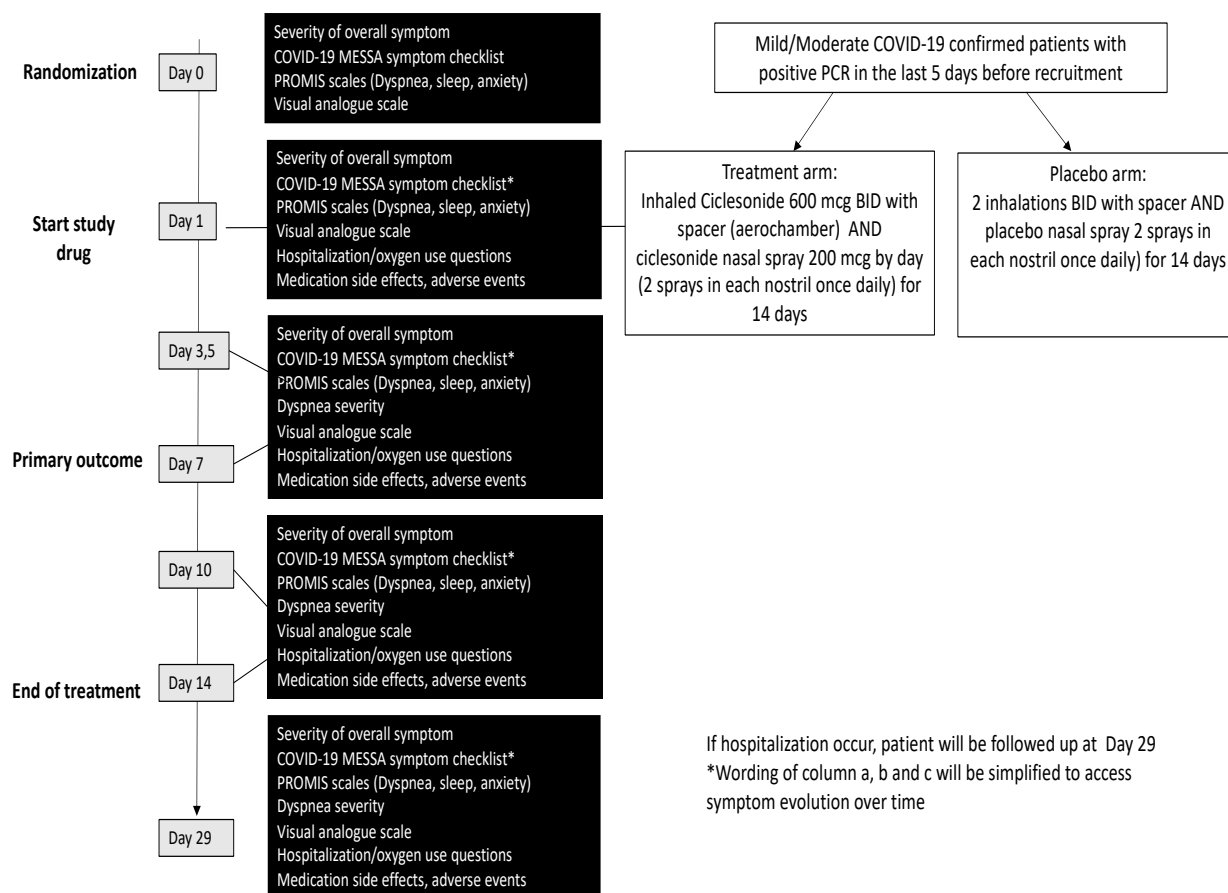 Randomization
Day 0
Severity of overall symptom
COVID-19 MESSA symptom checklist
PROMIS scales (Dyspnea, sleep, anxiety)
Visual analogue scale
Mild/Moderate COVID-19 confirmed patients with
positive PCR in the last 5 days before recruitment
Start study
drug
Day 1
Severity of overall symptom
COVID-19 MESSA symptom checklist*
PROMIS scales (Dyspnea, sleep, anxiety)
Visual analogue scale
Hospitalization/oxygen use questions
Medication side effects, adverse events
Treatment arm:
Inhaled Ciclesonide 600 mcg BID with
spacer (aerochamber) AND
ciclesonide nasal spray 200 mcg by day
(2 sprays in each nostril once daily) for
14 days
Placebo arm:
2 inhalations BID with spacer AND
placebo nasal spray 2 sprays in
each nostril once daily) for 14 days
Day 3,5
Primary outcome
Day 7
Severity of overall symptom
COVID-19 MESSA symptom checklist*
PROMIS scales (Dyspnea, sleep, anxiety)
Dyspnea severity
Visual analogue scale
Hospitalization/oxygen use questions
Medication side effects, adverse events
Day 10
End of treatment
Day 14
Severity of overall symptom
COVID-19 MESSA symptom checklist*
PROMIS scales (Dyspnea, sleep, anxiety)
Dyspnea severity
Visual analogue scale
Hospitalization/oxygen use questions
Medication side effects, adverse events
Day 29
Severity of overall symptom
COVID-19 MESSA symptom checklist*
PROMIS scales (Dyspnea, sleep, anxiety)
Dyspnea severity
Visual analogue scale
Hospitalization/oxygen use questions
Medication side effects, adverse events
If hospitalization occur, patient will be followed up at Day 29
*Wording of column a, b and c will be simplified to access
symptom evolution over time